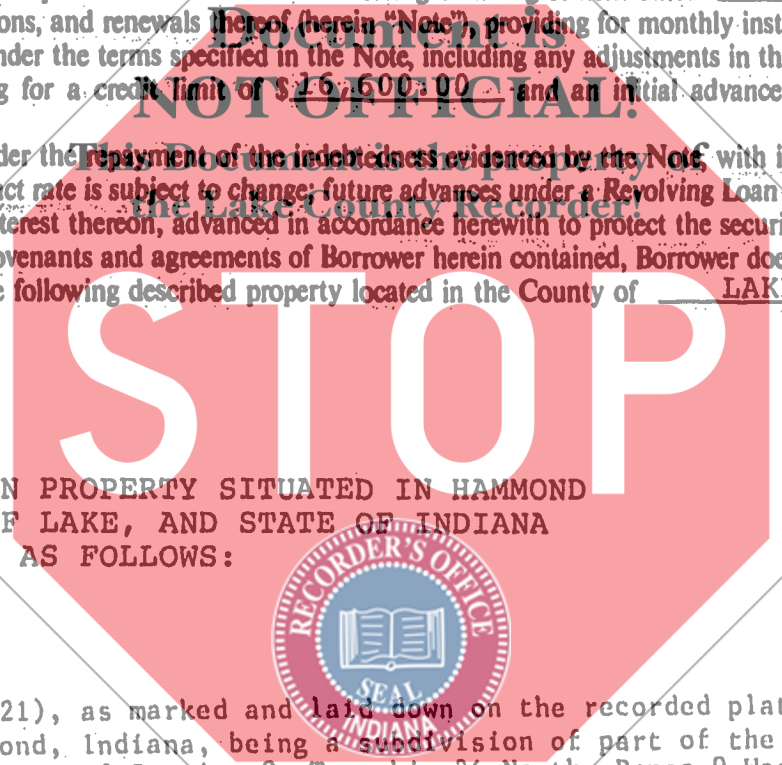 ons, and renewals thereof (herein "Note"), providing for monthly inst
Document is
nder the terms specified in the Note, including any adjustments in th
g for a credit limit of $ 16,600.00 and an initial advance
NOT OFFICIAL!
der the Repayment of the indebtedness evidenced by the Note, with i
This Document is the property of
act rate is subject to change; future advances under a Revolving Loan
the Lake County Recorder!
terest thereon, advanced in accordance herewith to protect the securi
ovenants and agreements of Borrower herein contained, Borrower doe
e following described property located in the County of LAKE
STOP
N PROPERTY SITUATED IN HAMMOND
F LAKE, AND STATE OF INDIANA
AS FOLLOWS:
RECORDER'S OFFICE
SEAL
INDIANA
21), as marked and laid down on the recorded plat
ond, Indiana, being a subdivision of part of the